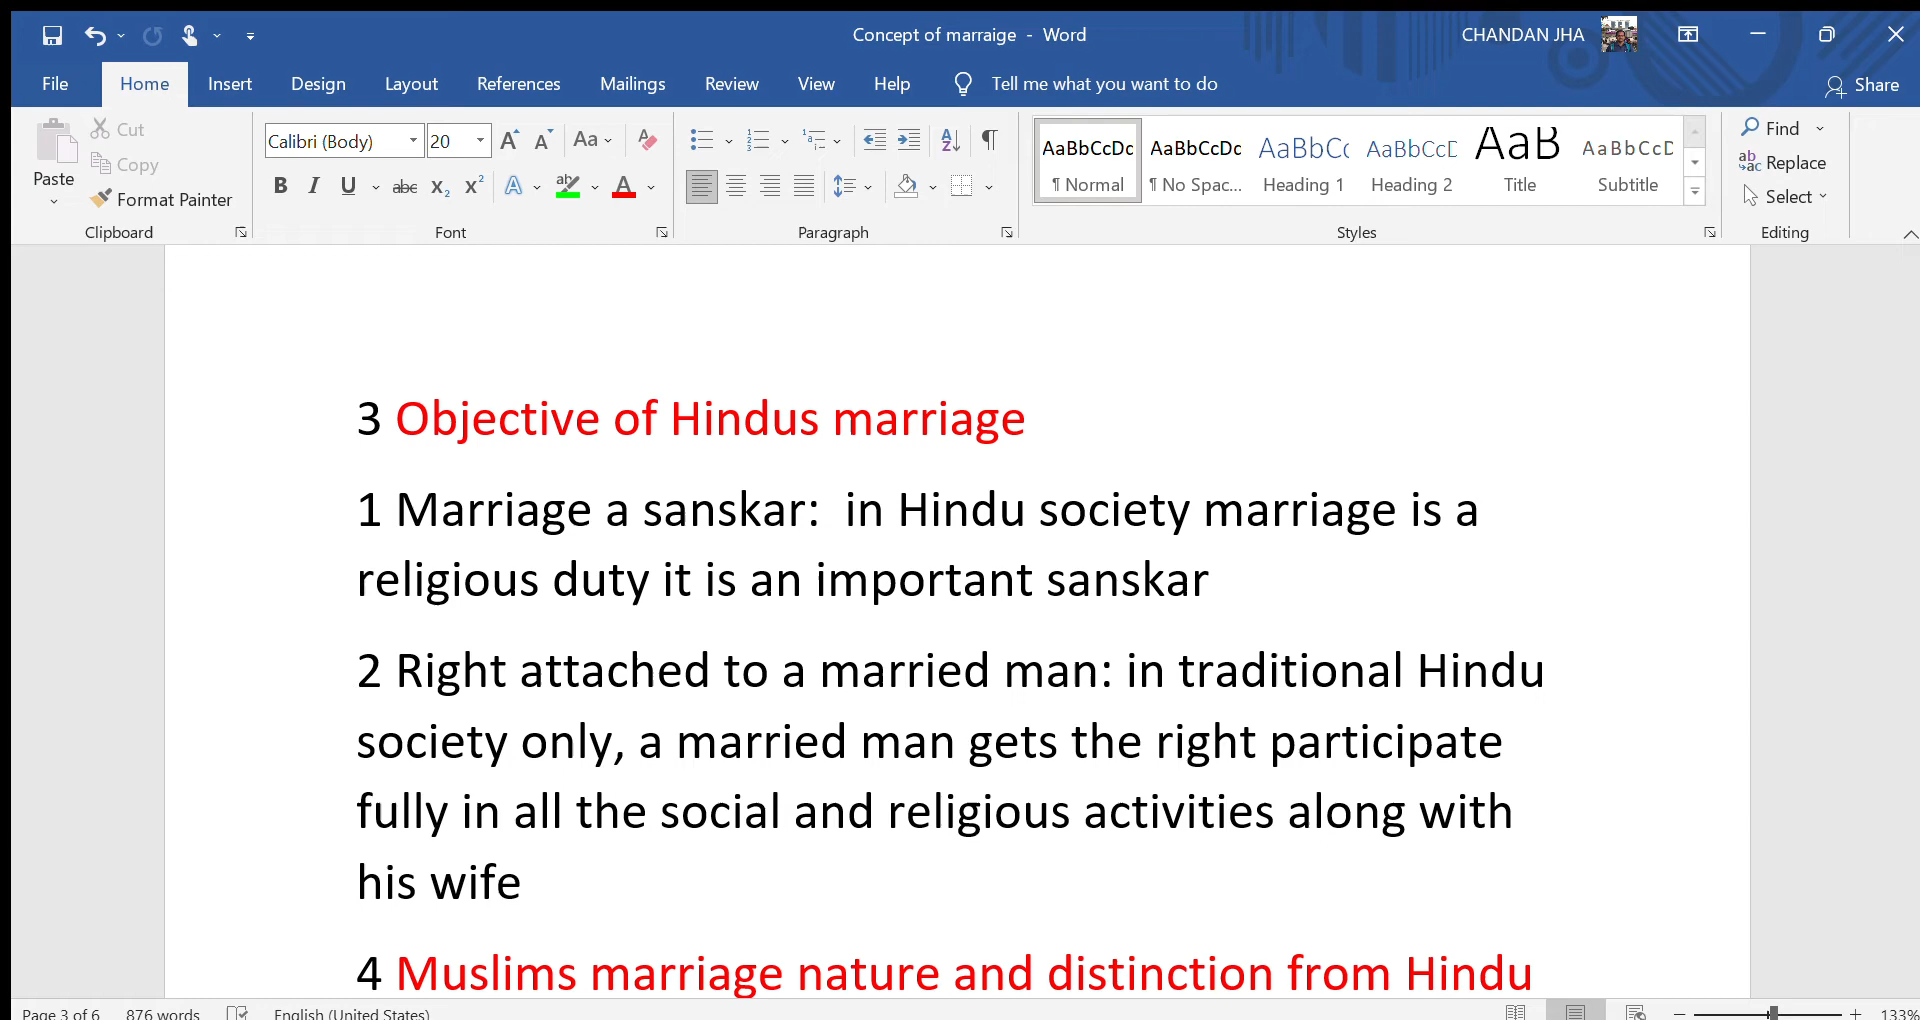 Concept of marraige - Word
CHANDAN JHA
File Home Insert Design Layout References Mailings Review View Help Tell me what you want to do
Share
Paste
Cut
Copy
Format Painter
Clipboard
Calibri (Body) 20
Font
Paragraph
AaBbCcDc AaBbCcDc AaBbCc AaBbCcD AaB AaBbCcD
¶ Normal ¶ No Spac... Heading 1 Heading 2 Title Subtitle
Styles
Find
Replace
Select
Editing
3 Objective of Hindus marriage
1 Marriage a sanskar: in Hindu society marriage is a
religious duty it is an important sanskar
2 Right attached to a married man: in traditional Hindu
society only, a married man gets the right participate
fully in all the social and religious activities along with
his wife
4 Muslims marriage nature and distinction from Hindu
Page 3 of 6 876 words English (United States) 133%